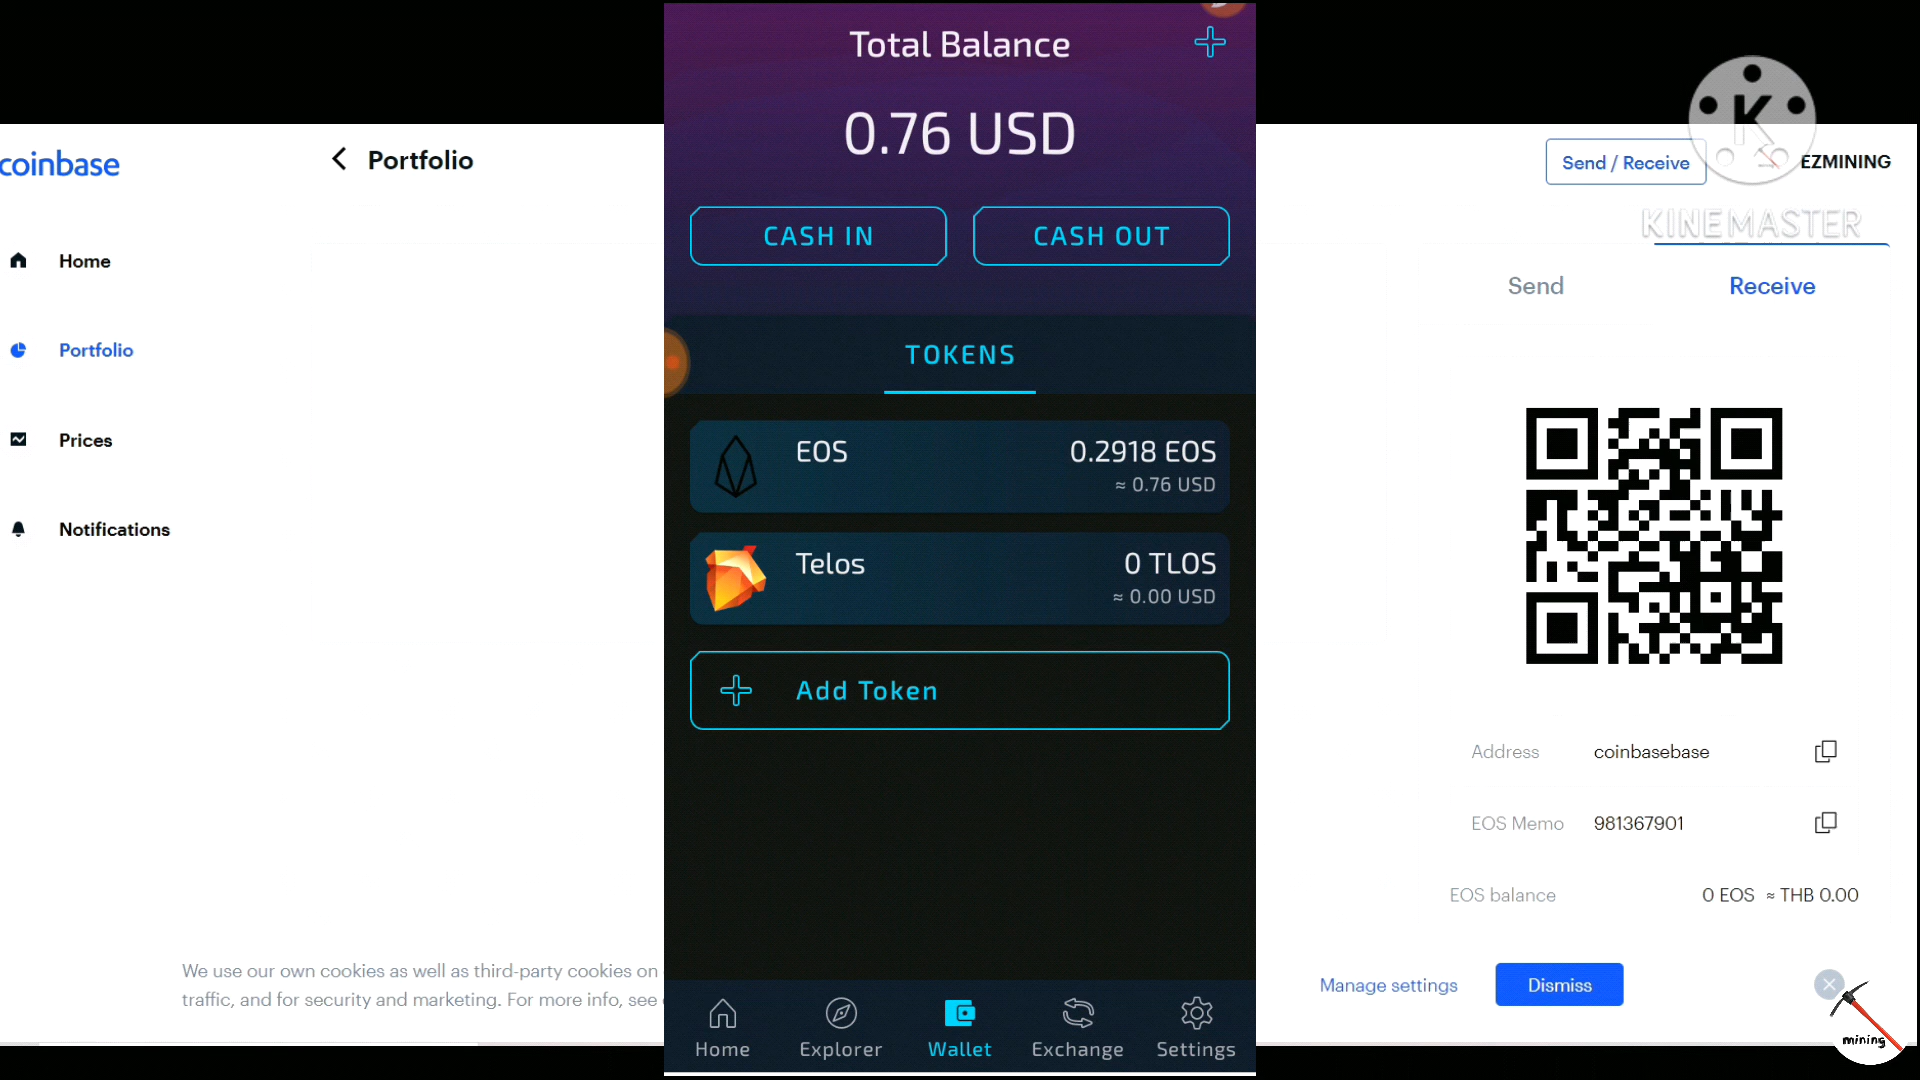 coinbase
Portfolio
Home
Portfolio
Prices
Notifications
We use our own cookies as well as third-party cookies on
traffic, and for security and marketing. For more info, see
Total Balance
0.76 USD
CASH IN
CASH OUT
TOKENS
EOS
0.2918 EOS
≈ 0.76 USD
Telos
0 TLOS
≈ 0.00 USD
Add Token
Home
Explorer
Wallet
Exchange
Settings
Send / Receive
EZMINING
K
KINEMASTER
Send
Receive
Address
coinbasebase
EOS Memo
981367901
EOS balance
0 EOS ≈ THB 0.00
Manage settings
Dismiss
mining